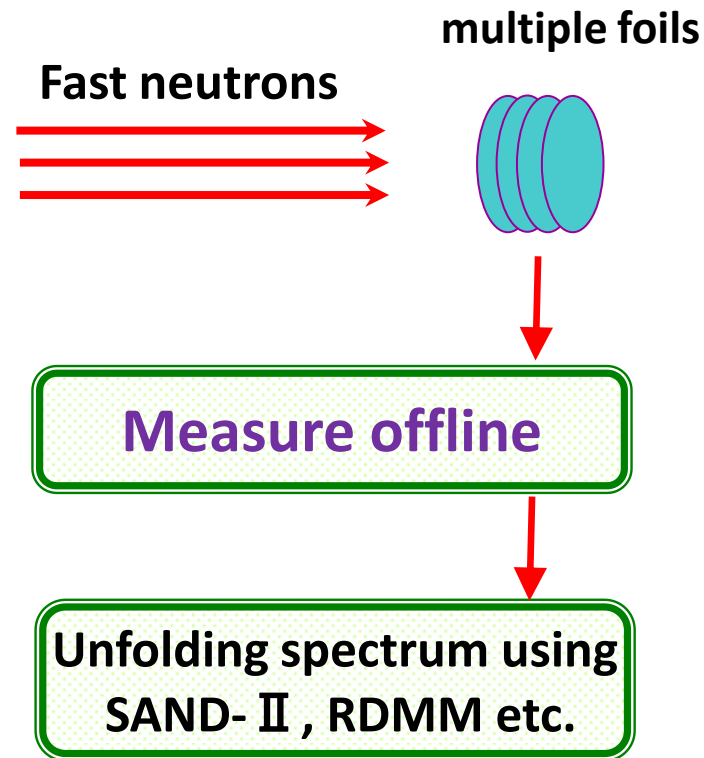 multiple foils
Fast neutrons
Measure offline
Unfolding spectrum using
SAND-Ⅱ, RDMM etc.